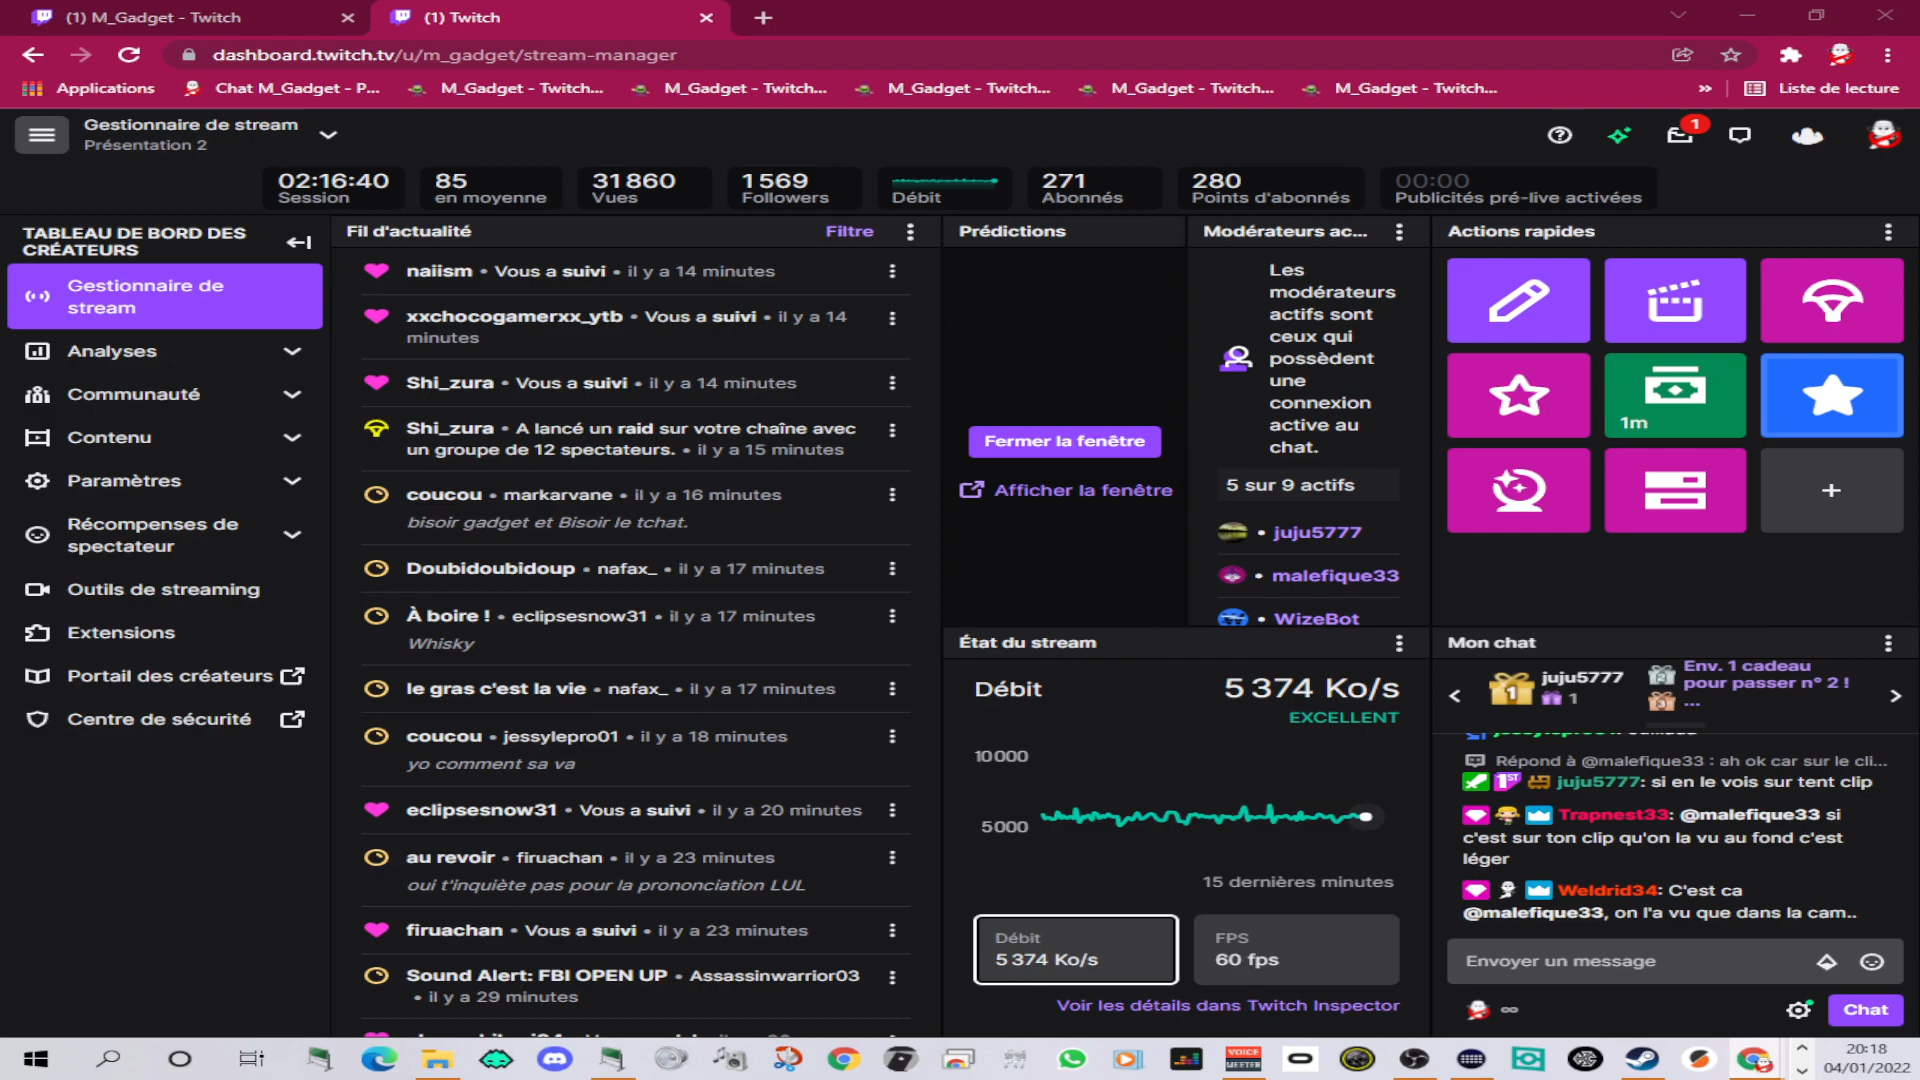 (1) M_Gadget - Twitch
(1) Twitch
dashboard.twitch.tv/u/m_gadget/stream-manager
Applications
Chat M_Gadget - P...
M_Gadget - Twitch...
M_Gadget - Twitch...
M_Gadget - Twitch...
M_Gadget - Twitch...
M_Gadget - Twitch...
»
Liste de lecture
Gestionnaire de stream
Présentation 2
1
02:16:40
Session
85
en moyenne
31 860
Vues
1 569
Followers
Débit
271
Abonnés
280
Points d'abonnés
00:00
Publicités pré-live activées
TABLEAU DE BORD DES
CRÉATEURS
Gestionnaire de
stream
Analyses
Communauté
Contenu
Paramètres
Récompenses de
spectateur
Outils de streaming
Extensions
Portail des créateurs
Centre de sécurité
Fil d'actualité
Filtre
naiism • Vous a suivi • il y a 14 minutes
xxchocogamerxx_ytb • Vous a suivi • il y a 14
minutes
Shi_zura • Vous a suivi • il y a 14 minutes
Shi_zura • A lancé un raid sur votre chaîne avec
un groupe de 12 spectateurs. • il y a 15 minutes
coucou • markarvane • il y a 16 minutes
bisoir gadget et Bisoir le tchat.
Doubidoubidoup • nafax_ • il y a 17 minutes
À boire ! • eclipsesnow31 • il y a 17 minutes
Whisky
le gras c'est la vie • nafax_ • il y a 17 minutes
coucou • jessylepro01 • il y a 18 minutes
yo comment sa va
eclipsesnow31 • Vous a suivi • il y a 20 minutes
au revoir • firuachan • il y a 23 minutes
oui t'inquiète pas pour la prononciation LUL
firuachan • Vous a suivi • il y a 23 minutes
Sound Alert: FBI OPEN UP • Assassinwarrior03
• il y a 29 minutes
Prédictions
Fermer la fenêtre
Afficher la fenêtre
Modérateurs ac...
Les
modérateurs
actifs sont
ceux qui
possèdent
une
connexion
active au
chat.
5 sur 9 actifs
• juju5777
• malefique33
• WizeBot
Actions rapides
1m
+
État du stream
Débit
5 374 Ko/s
EXCELLENT
10 000
5 000
15 dernières minutes
Débit
5 374 Ko/s
FPS
60 fps
Voir les détails dans Twitch Inspector
Mon chat
1
juju5777
1
2
3
Env. 1 cadeau
pour passer n° 2 !
...
Répond à @malefique33 : ah ok car sur le cli...
1ST juju5777: si en le vois sur tent clip
Trapnest33: @malefique33 si
c'est sur ton clip qu'on la vu au fond c'est
léger
Weldrid34: C'est ca
@malefique33, on l'a vu que dans la cam..
Envoyer un message
∞
Chat
VOICE
MEETER
20:18
04/01/2022